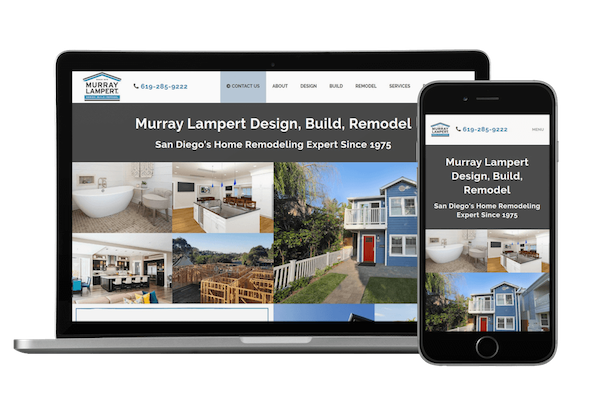 MURRAY
LAMPERT
619-285-9222
CONTACT US
ABOUT
DESIGN
BUILD
REMODEL
SERVICES
Murray Lampert Design, Build, Remodel
San Diego's Home Remodeling Expert Since 1975
MURRAY
LAMPERT
619-285-9222
MENU
Murray Lampert
Design, Build,
Remodel
San Diego's Home Remodeling
Expert Since 1975